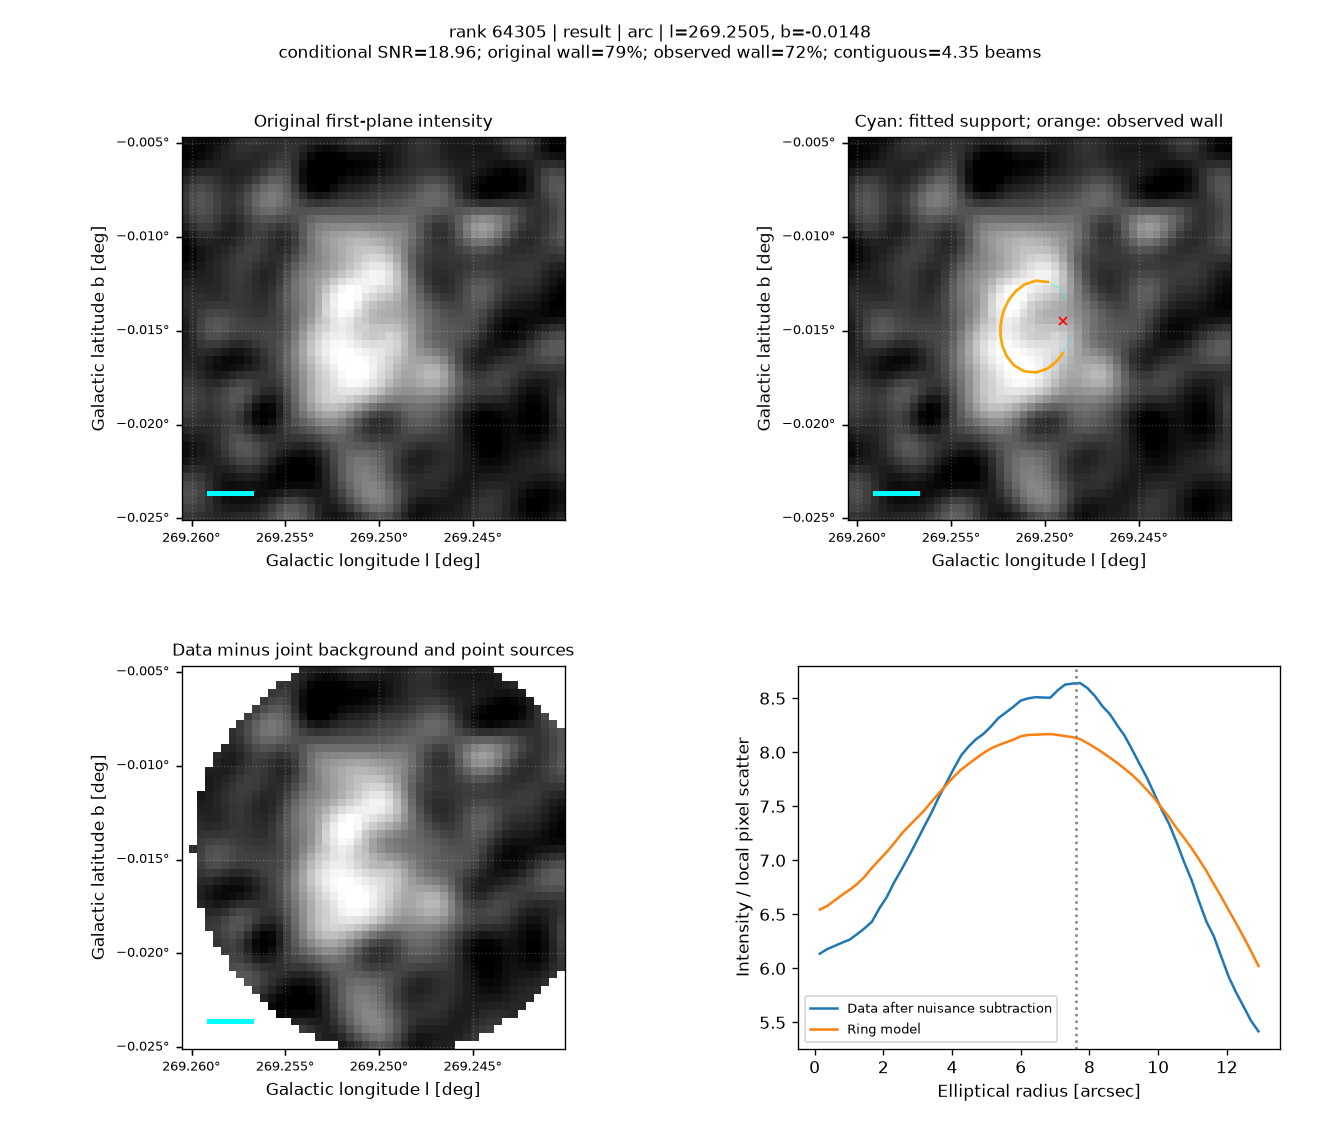 rank 64305 | result | arc | l=269.2505, b=-0.0148
conditional SNR=18.96; original wall=79%; observed wall=72%; contiguous=4.35 beams
Original first-plane intensity
−0.005°
−0.010°
−0.015°
−0.020°
−0.025°
Galactic latitude b [deg]
269.260°
269.255°
269.250°
269.245°
Galactic longitude l [deg]
Cyan: fitted support; orange: observed wall
−0.005°
−0.010°
−0.015°
−0.020°
−0.025°
Galactic latitude b [deg]
269.260°
269.255°
269.250°
269.245°
Galactic longitude l [deg]
Data minus joint background and point sources
−0.005°
−0.010°
−0.015°
−0.020°
−0.025°
Galactic latitude b [deg]
269.260°
269.255°
269.250°
269.245°
Galactic longitude l [deg]
8.5
8.0
7.5
7.0
6.5
6.0
5.5
Intensity / local pixel scatter
Data after nuisance subtraction
Ring model
0
2
4
6
8
10
12
Elliptical radius [arcsec]